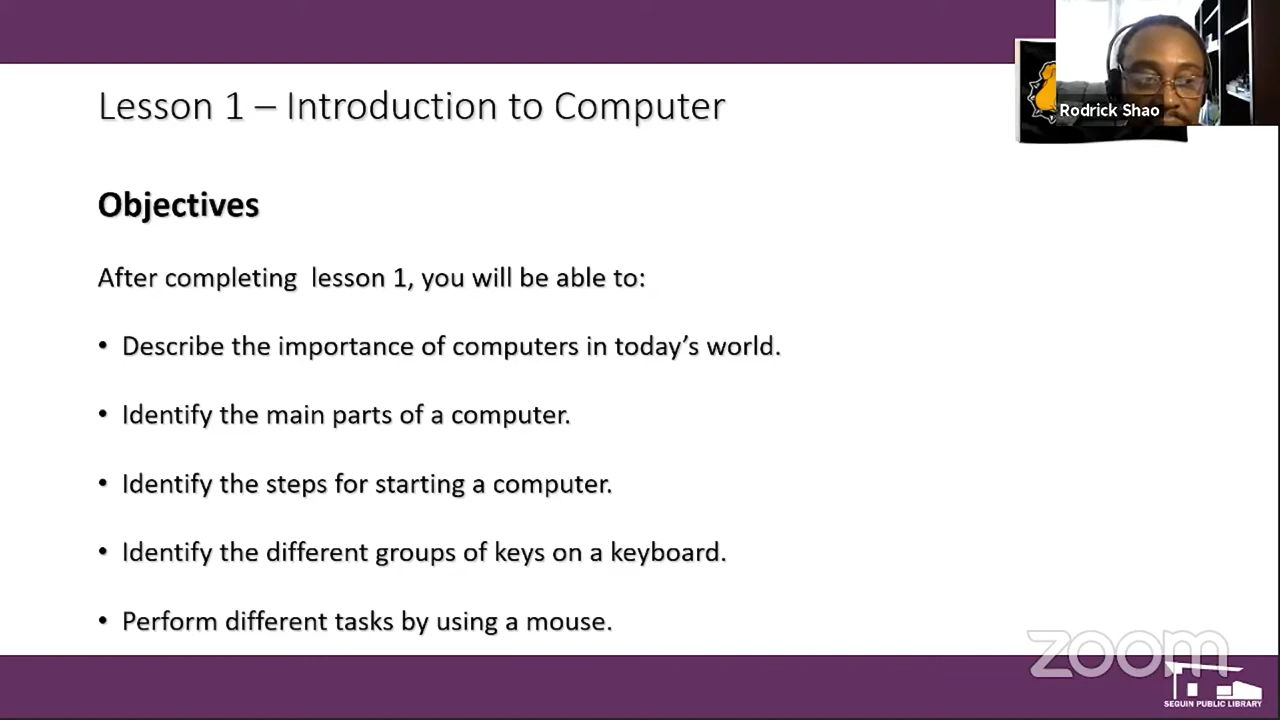 Rodrick Shao
Lesson 1 – Introduction to Computer
Objectives
After completing  lesson 1, you will be able to:
• Describe the importance of computers in today’s world.
• Identify the main parts of a computer.
• Identify the steps for starting a computer.
• Identify the different groups of keys on a keyboard.
• Perform different tasks by using a mouse.
zoom
SEGUIN PUBLIC LIBRARY